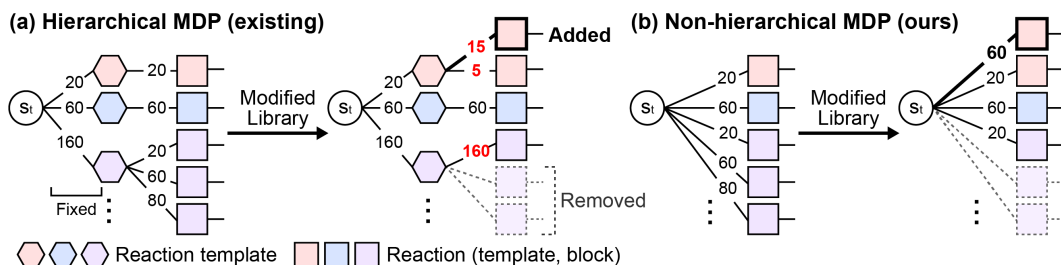 (a) Hierarchical MDP (existing)
(b) Non-hierarchical MDP (ours)
20
60
160
20
60
20
60
80
St
Fixed
Modified
Library
St
20
60
160
15
5
60
160
Added
Removed
St
20
60
20
60
80
Modified
Library
St
60
20
60
20
Reaction template
Reaction (template, block)